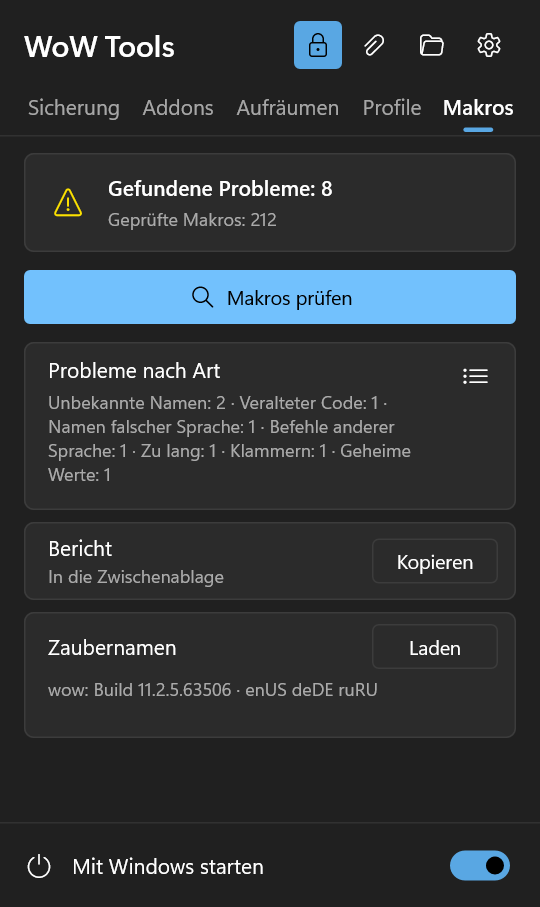 WoW Tools
Sicherung Addons Aufräumen Profile Makros
Gefundene Probleme: 8
Geprüfte Makros: 212
Makros prüfen
Probleme nach Art
Unbekannte Namen: 2 · Veralteter Code: 1 ·
Namen falscher Sprache: 1 · Befehle anderer
Sprache: 1 · Zu lang: 1 · Klammern: 1 · Geheime
Werte: 1
Bericht
In die Zwischenablage
Kopieren
Zaubernamen
Laden
wow: Build 11.2.5.63506 · enUS deDE ruRU
Mit Windows starten